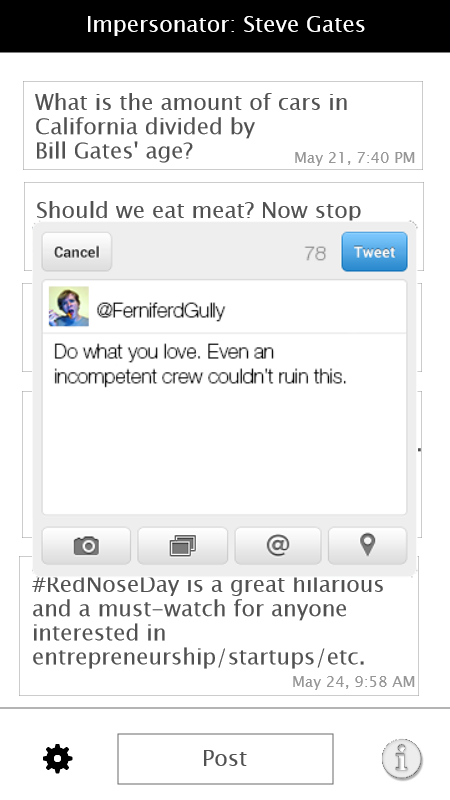 Impersonator: Steve Gates
What is the amount of cars in
California divided by
Bill Gates' age?
May 21, 7:40 PM
Should we eat meat? Now stop
Cancel
78
Tweet
@FerniferdGully
Do what you love. Even an
incompetent crew couldn't ruin this.
@
#RedNoseDay is a great hilarious
and a must-watch for anyone
interested in
entrepreneurship/startups/etc.
May 24, 9:58 AM
Post
i